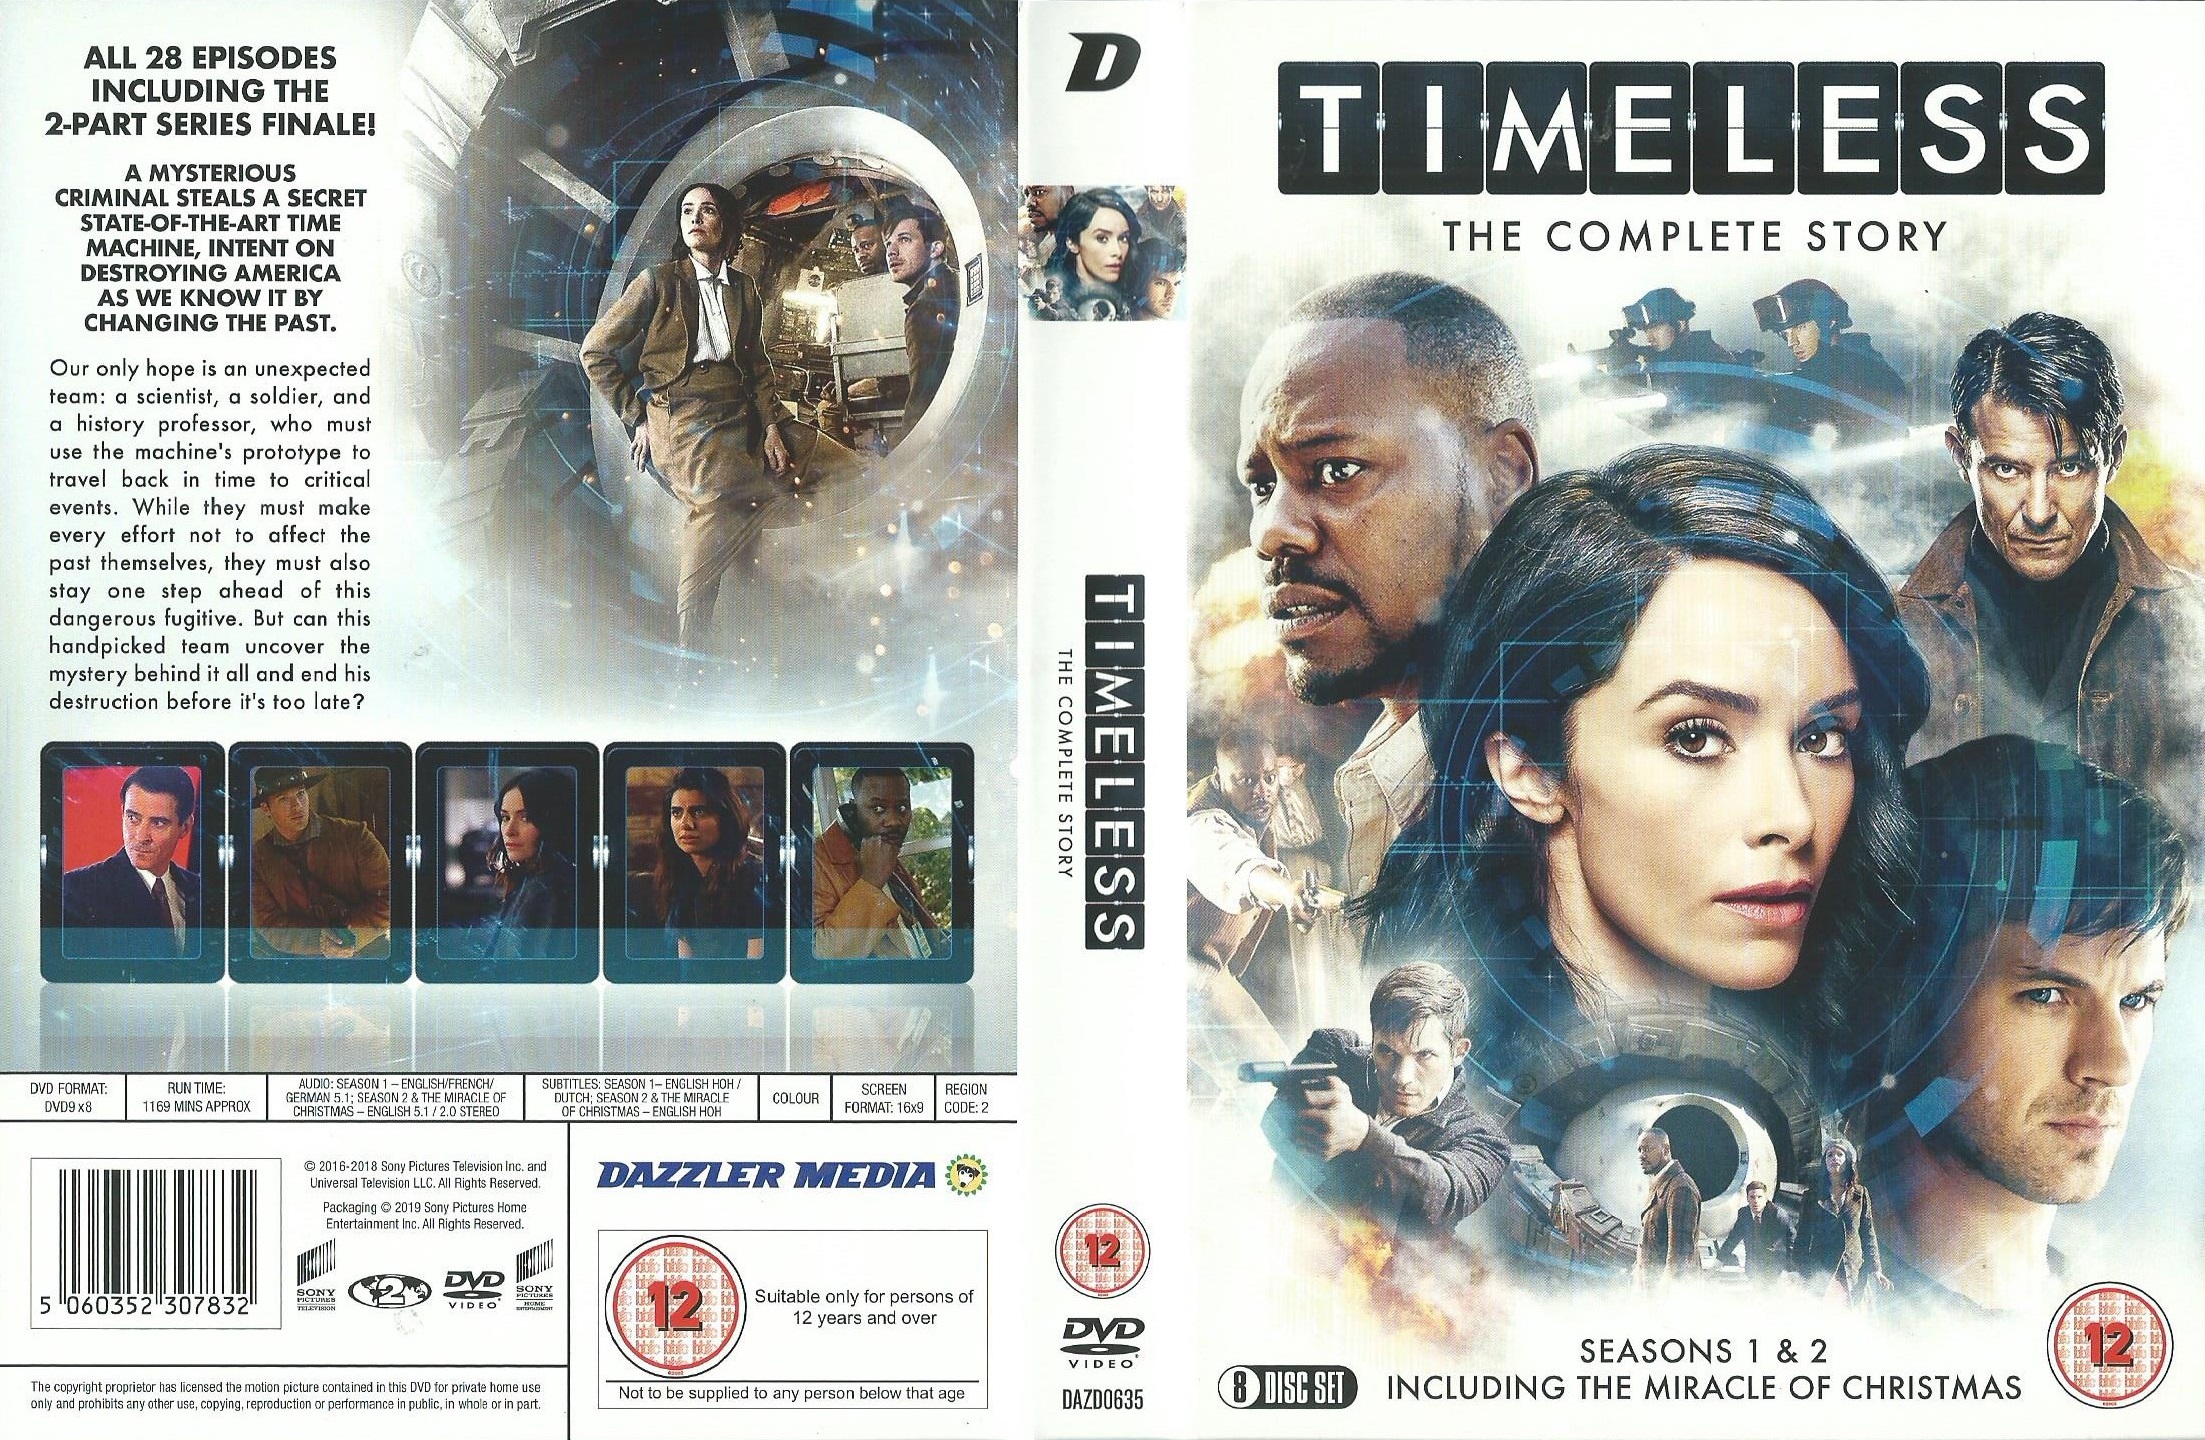 ALL 28 EPISODES
INCLUDING THE
2-PART SERIES FINALE!
A MYSTERIOUS
CRIMINAL STEALS A SECRET
STATE-OF-THE-ART TIME
MACHINE, INTENT ON
DESTROYING AMERICA
AS WE KNOW IT BY
CHANGING THE PAST.
Our only hope is an unexpected
team: a scientist, a soldier, and
a history professor, who must
use the machine's prototype to
travel back in time to critical
events. While they must make
every effort not to affect the
past themselves, they must also
stay one step ahead of this
dangerous fugitive. But can this
handpicked team uncover the
mystery behind it all and end his
destruction before it's too late?
DVD FORMAT:
DVD9 x8
RUN TIME:
1169 MINS APPROX
AUDIO: SEASON 1 – ENGLISH/FRENCH/
GERMAN 5.1; SEASON 2 & THE MIRACLE OF
CHRISTMAS – ENGLISH 5.1 / 2.0 STEREO
SUBTITLES: SEASON 1– ENGLISH HOH /
DUTCH; SEASON 2 & THE MIRACLE
OF CHRISTMAS – ENGLISH HOH
COLOUR
SCREEN
FORMAT: 16x9
REGION
CODE: 2
5 060352 307832
© 2016-2018 Sony Pictures Television Inc. and
Universal Television LLC. All Rights Reserved.
Packaging © 2019 Sony Pictures Home
Entertainment Inc. All Rights Reserved.
SONY
PICTURES
TELEVISION
2
DVD
VIDEO
SONY
PICTURES
HOME
ENTERTAINMENT
The copyright proprietor has licensed the motion picture contained in this DVD for private home use
only and prohibits any other use, copying, reproduction or performance in public, in whole or in part.
DAZZLER MEDIA
12
Suitable only for persons of
12 years and over
Not to be supplied to any person below that age
D
TIMELESS
THE COMPLETE STORY
12
DVD
VIDEO
DAZD0635
TIMELESS
THE COMPLETE STORY
SEASONS 1 & 2
8 DISC SET
INCLUDING THE MIRACLE OF CHRISTMAS
12